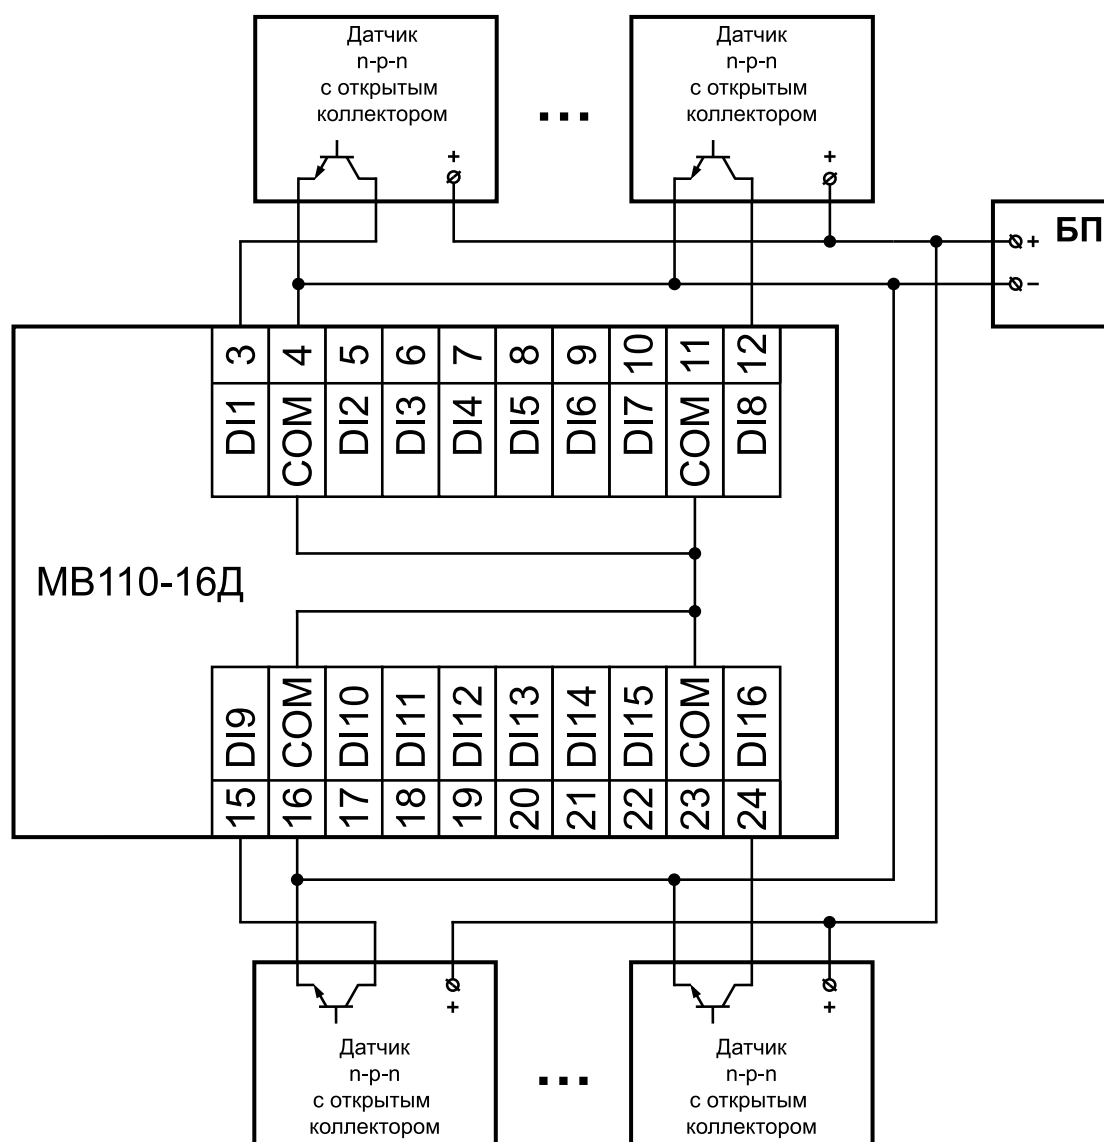 Датчик
n-p-n
с открытым
коллектором
+
...
Датчик
n-p-n
с открытым
коллектором
+
БП
+
–
3 4 5 6 7 8 9 10 11 12
DI1 COM DI2 DI3 DI4 DI5 DI6 DI7 COM DI8
МВ110-16Д
DI9 COM DI10 DI11 DI12 DI13 DI14 DI15 COM DI16
15 16 17 18 19 20 21 22 23 24
+
Датчик
n-p-n
с открытым
коллектором
...
+
Датчик
n-p-n
с открытым
коллектором